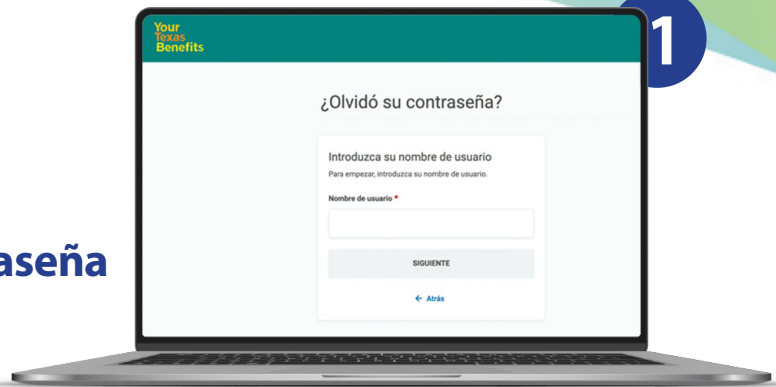 Your
Texas
Benefits
1
¿Olvidó su contraseña?
Introduzca su nombre de usuario
Para empezar, introduzca su nombre de usuario.
Nombre de usuario *
aseña
SIGUIENTE
← Atrás